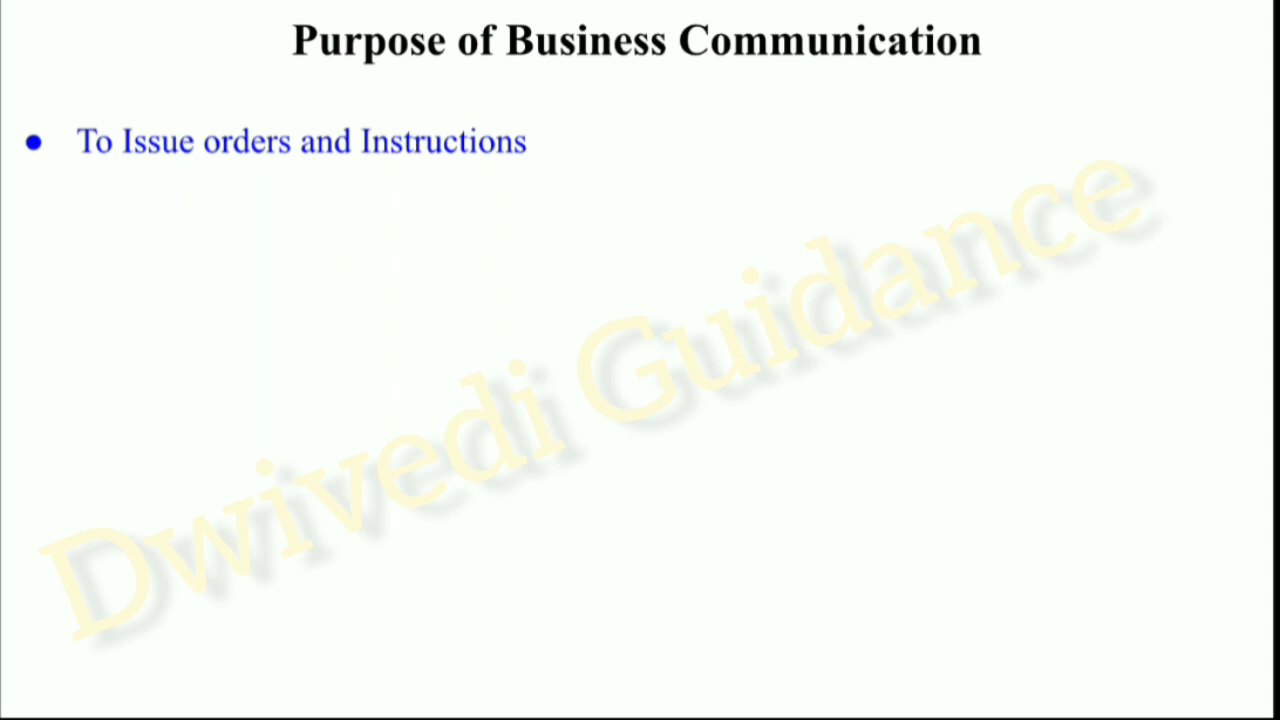 Purpose of Business Communication
● To Issue orders and Instructions
Dwivedi Guidance